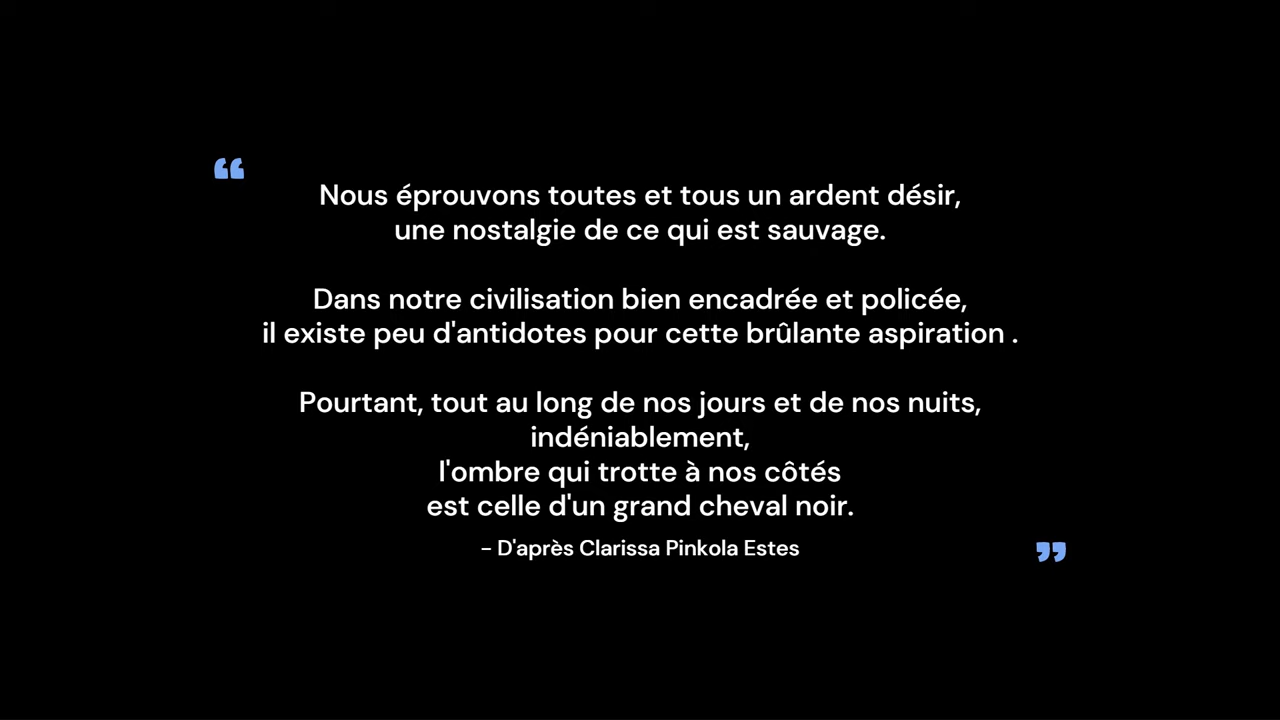 “
Nous éprouvons toutes et tous un ardent désir,
une nostalgie de ce qui est sauvage.
Dans notre civilisation bien encadrée et policée,
il existe peu d'antidotes pour cette brûlante aspiration .
Pourtant, tout au long de nos jours et de nos nuits,
indéniablement,
l'ombre qui trotte à nos côtés
est celle d'un grand cheval noir.
– D'après Clarissa Pinkola Estes
”